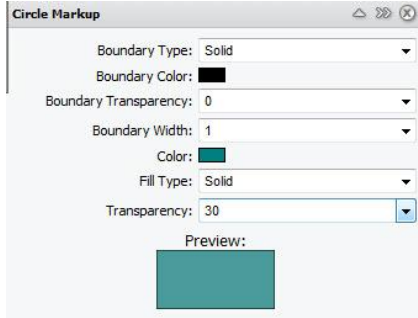 Circle Markup
Boundary Type: Solid
Boundary Color:
Boundary Transparency: 0
Boundary Width: 1
Color:
Fill Type: Solid
Transparency: 30
Preview: